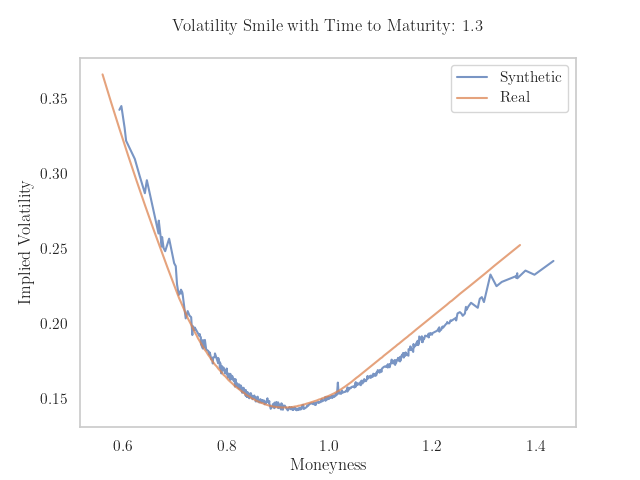 Volatility Smile with Time to Maturity: 1.3
Synthetic
Real
0.35
0.30
0.25
0.20
0.15
Implied Volatility
0.6 0.8 1.0 1.2 1.4
Moneyness